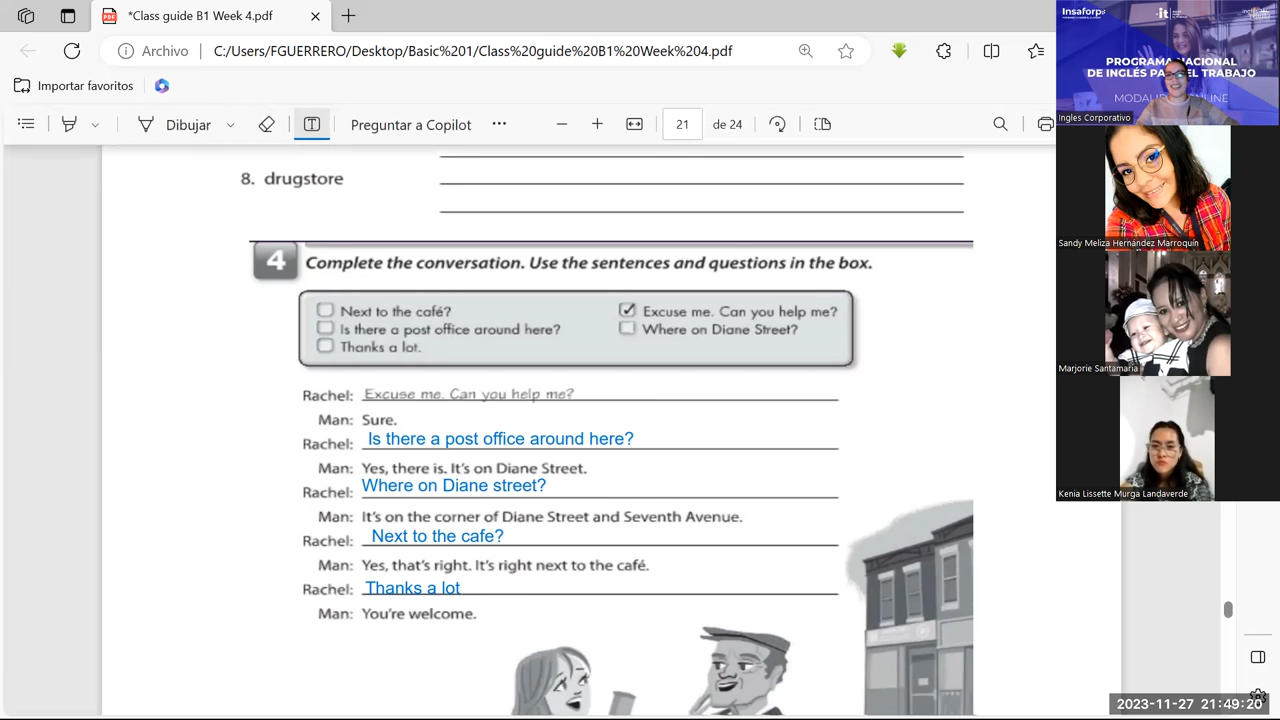 *Class guide B1 Week 4.pdf
Archivo
C:/Users/FGUERRERO/Desktop/Basic%201/Class%20guide%20B1%20Week%204.pdf
Importar favoritos
Dibujar
Preguntar a Copilot
21
de 24
8. drugstore
4 Complete the conversation. Use the sentences and questions in the box.
Next to the café?
Excuse me. Can you help me?
Is there a post office around here?
Where on Diane Street?
Thanks a lot.
Rachel: Excuse me. Can you help me?
Man: Sure.
Rachel: Is there a post office around here?
Man: Yes, there is. It's on Diane Street.
Rachel: Where on Diane street?
Man: It's on the corner of Diane Street and Seventh Avenue.
Rachel: Next to the cafe?
Man: Yes, that's right. It's right next to the café.
Rachel: Thanks a lot
Man: You're welcome.
Insaforp
it
PROGRAMA NACIONAL
DE INGLÉS PA EL TRABAJO
MODALI ONLINE
Ingles Corporativo
Sandy Meliza Hernández Marroquín
Marjorie Santamaria
Kenia Lissette Murga Landaverde
2023-11-27 21:49:20